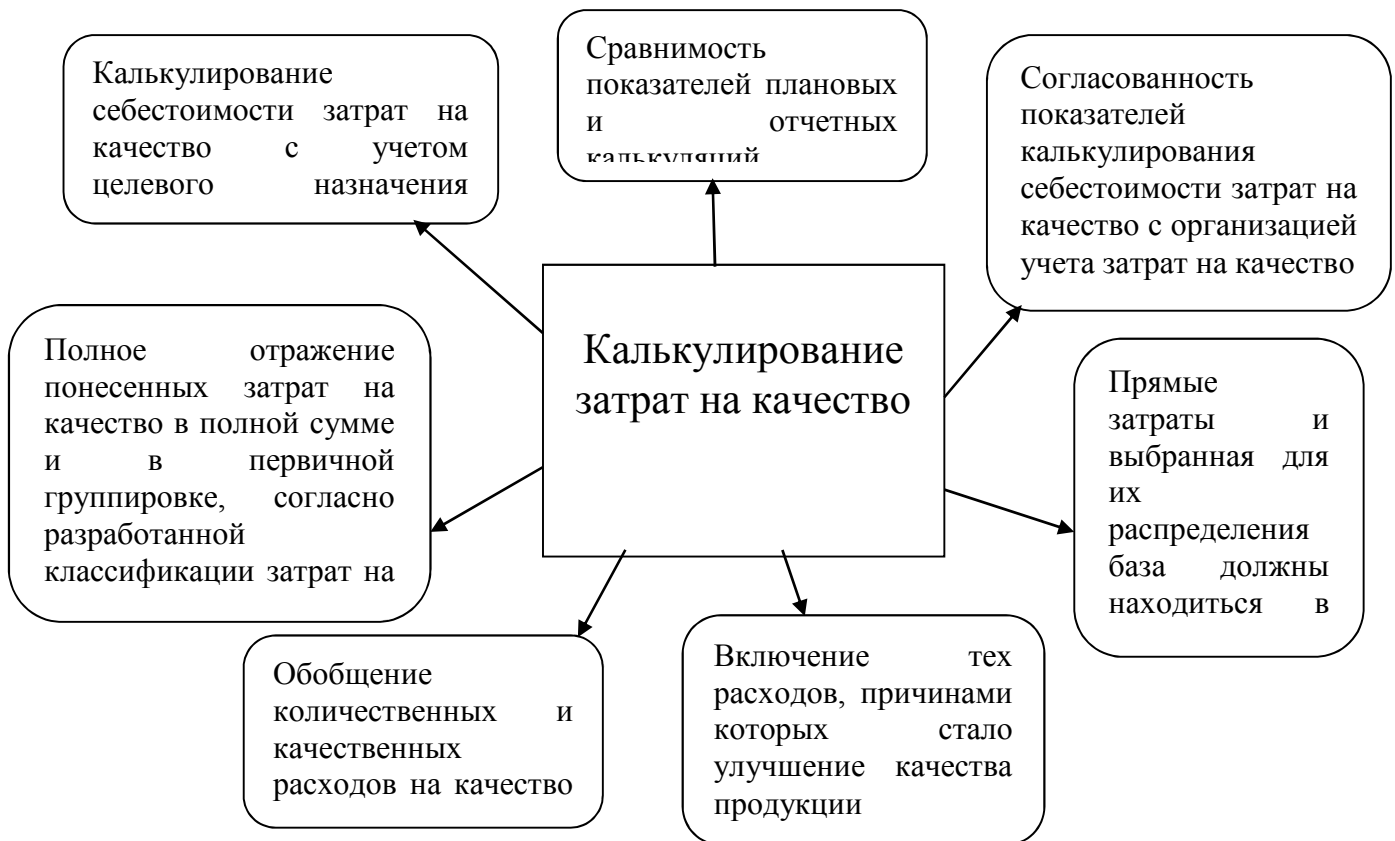 Калькулирование
себестоимости затрат на
качество с учетом
целевого назначения
Сравнимость
показателей плановых
и отчетных
калькуляций
Согласованность
показателей
калькулирования
себестоимости затрат на
качество с организацией
учета затрат на качество
Калькулирование
затрат на качество
Полное отражение
понесенных затрат на
качество в полной сумме
и в первичной
группировке, согласно
разработанной
классификации затрат на
Прямые
затраты и
выбранная для
их
распределения
база должны
находиться в
Обобщение
количественных и
качественных
расходов на качество
Включение тех
расходов, причинами
которых стало
улучшение качества
продукции